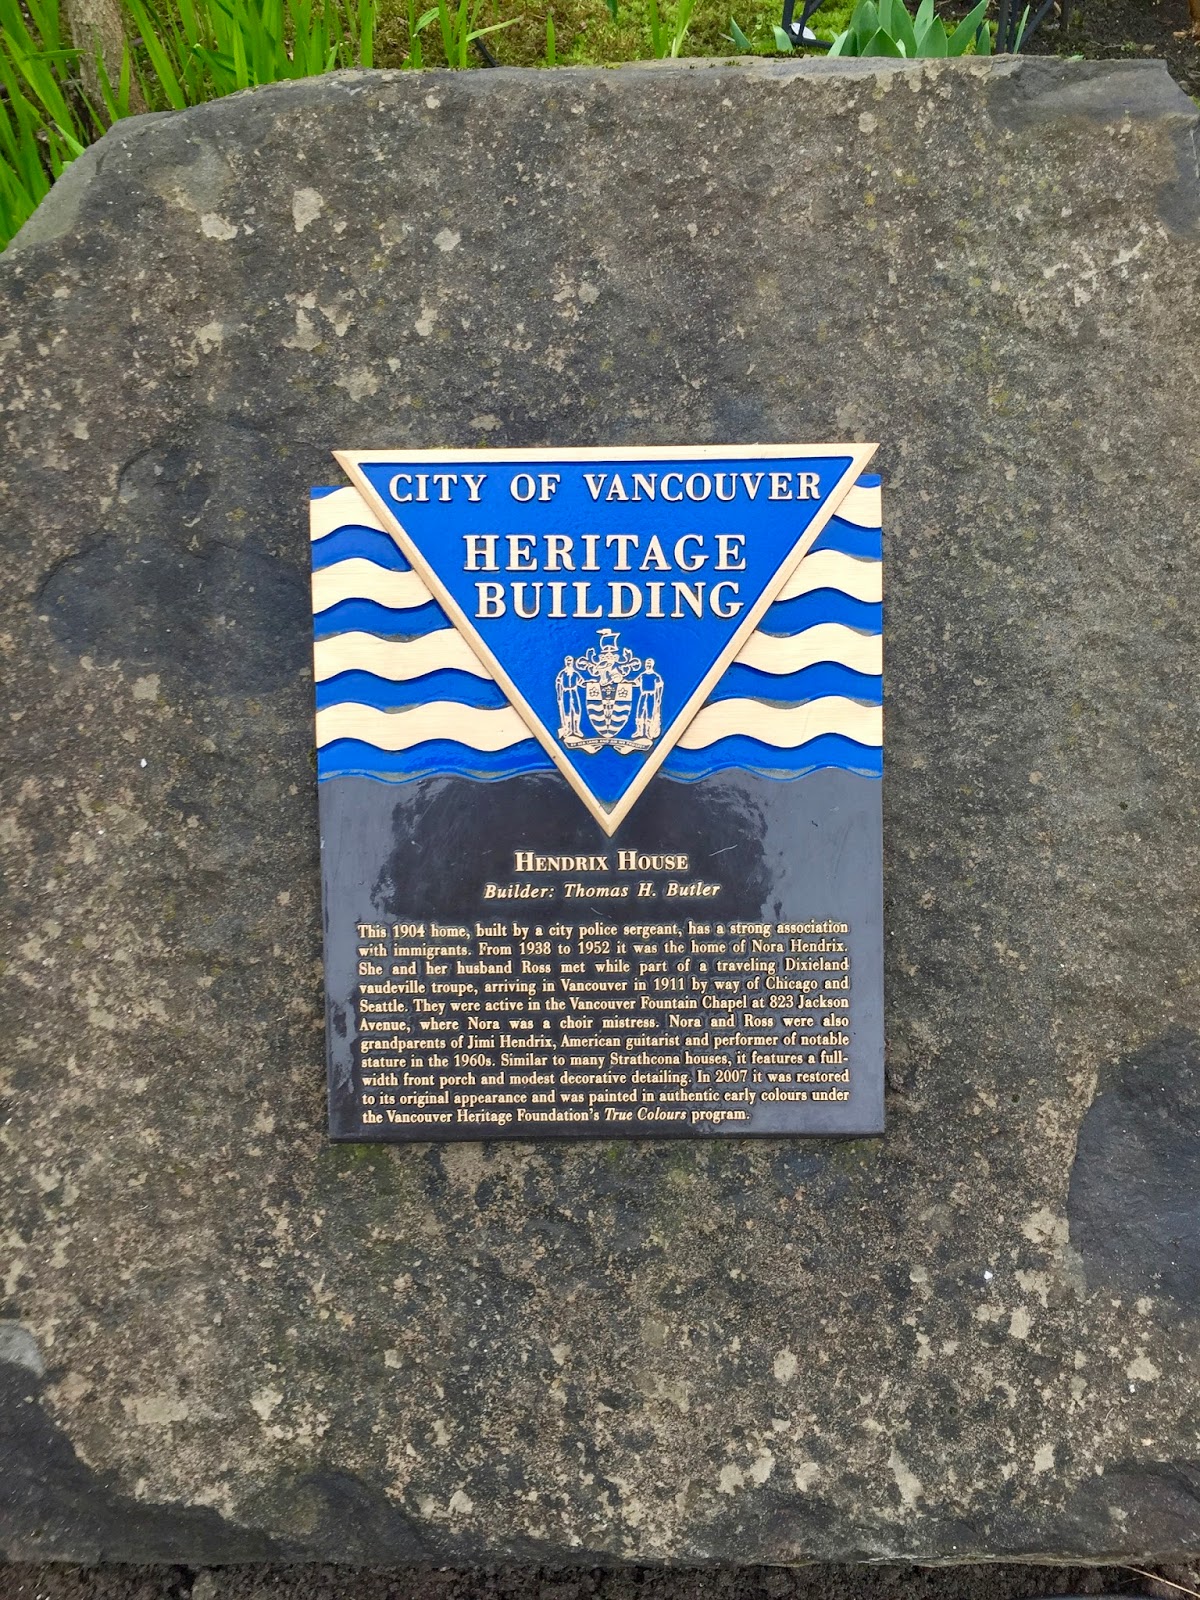 CITY OF VANCOUVER
HERITAGE
BUILDING
HENDRIX HOUSE
Builder: Thomas H. Butler
This 1904 home, built by a city police sergeant, has a strong association
with immigrants. From 1938 to 1952 it was the home of Nora Hendrix.
She and her husband Ross met while part of a traveling Dixieland
vaudeville troupe, arriving in Vancouver in 1911 by way of Chicago and
Seattle. They were active in the Vancouver Fountain Chapel at 823 Jackson
Avenue, where Nora was a choir mistress. Nora and Ross were also
grandparents of Jimi Hendrix, American guitarist and performer of notable
stature in the 1960s. Similar to many Strathcona houses, it features a full-
width front porch and modest decorative detailing. In 2007 it was restored
to its original appearance and was painted in authentic early colours under
the Vancouver Heritage Foundation's True Colours program.